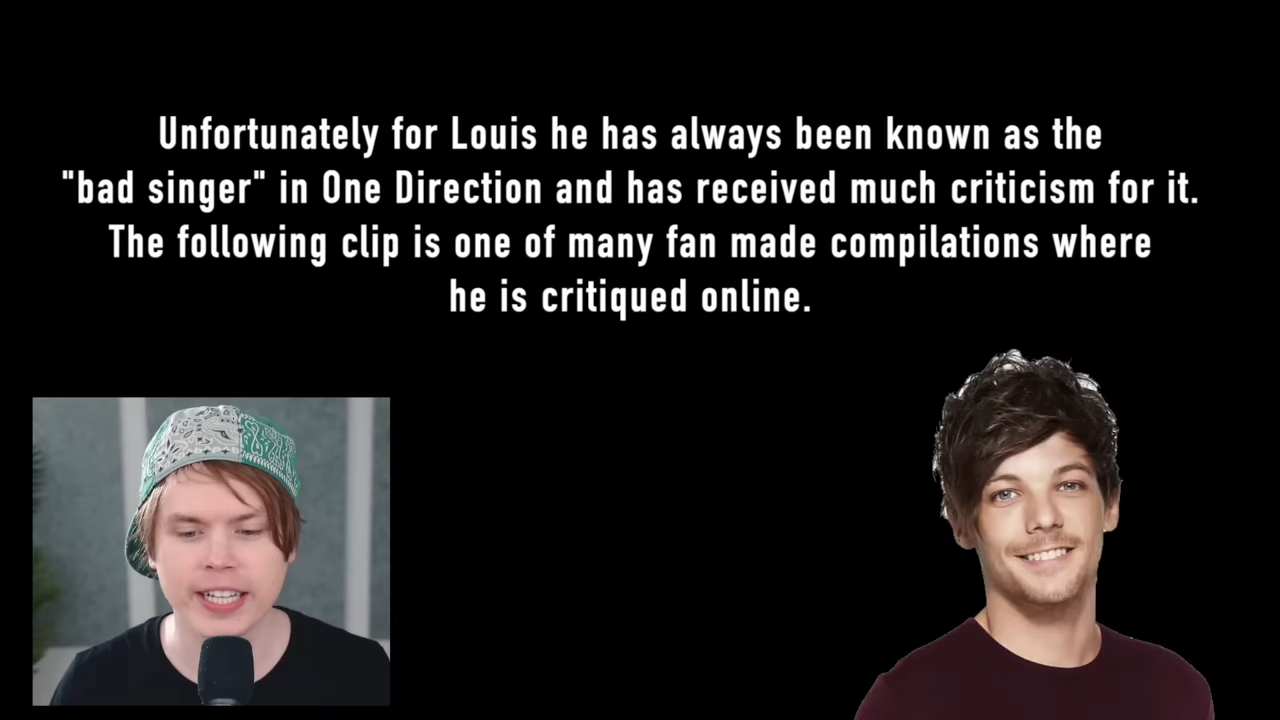 Unfortunately for Louis he has always been known as the
"bad singer" in One Direction and has received much criticism for it.
The following clip is one of many fan made compilations where
he is critiqued online.